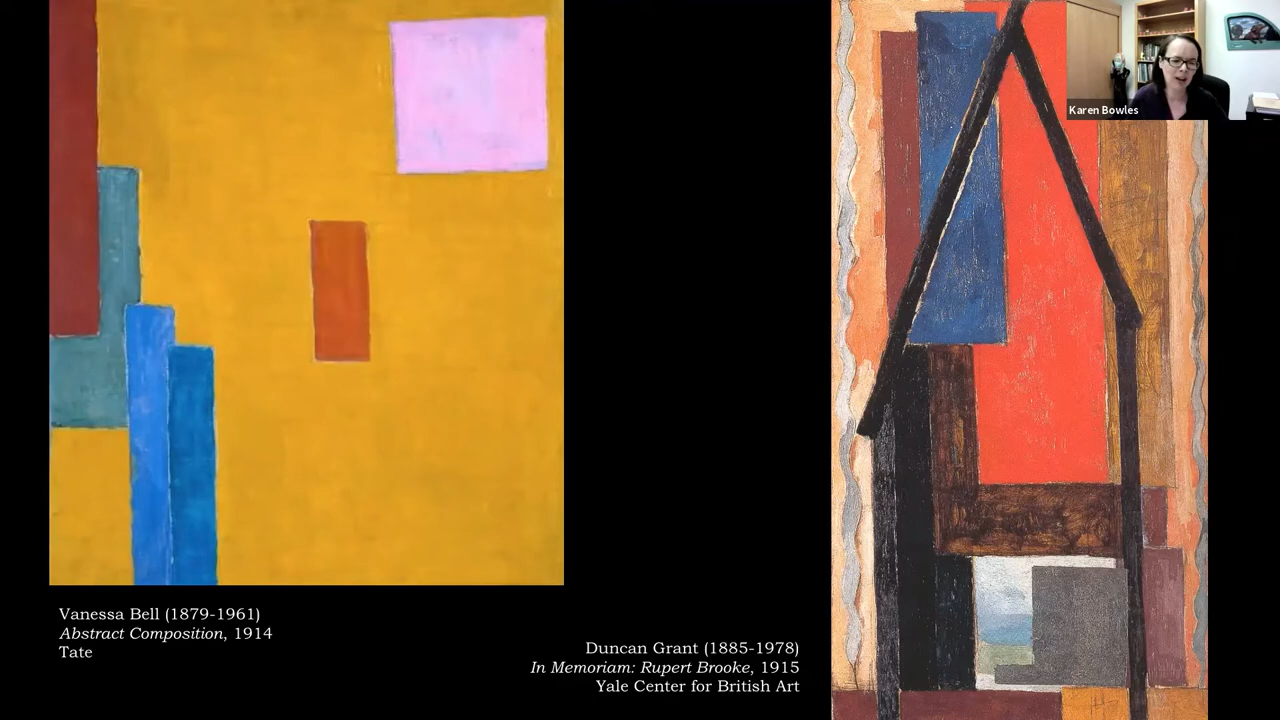 Karen Bowles
Vanessa Bell (1879-1961)
Abstract Composition, 1914
Tate
Duncan Grant (1885-1978)
In Memoriam: Rupert Brooke, 1915
Yale Center for British Art